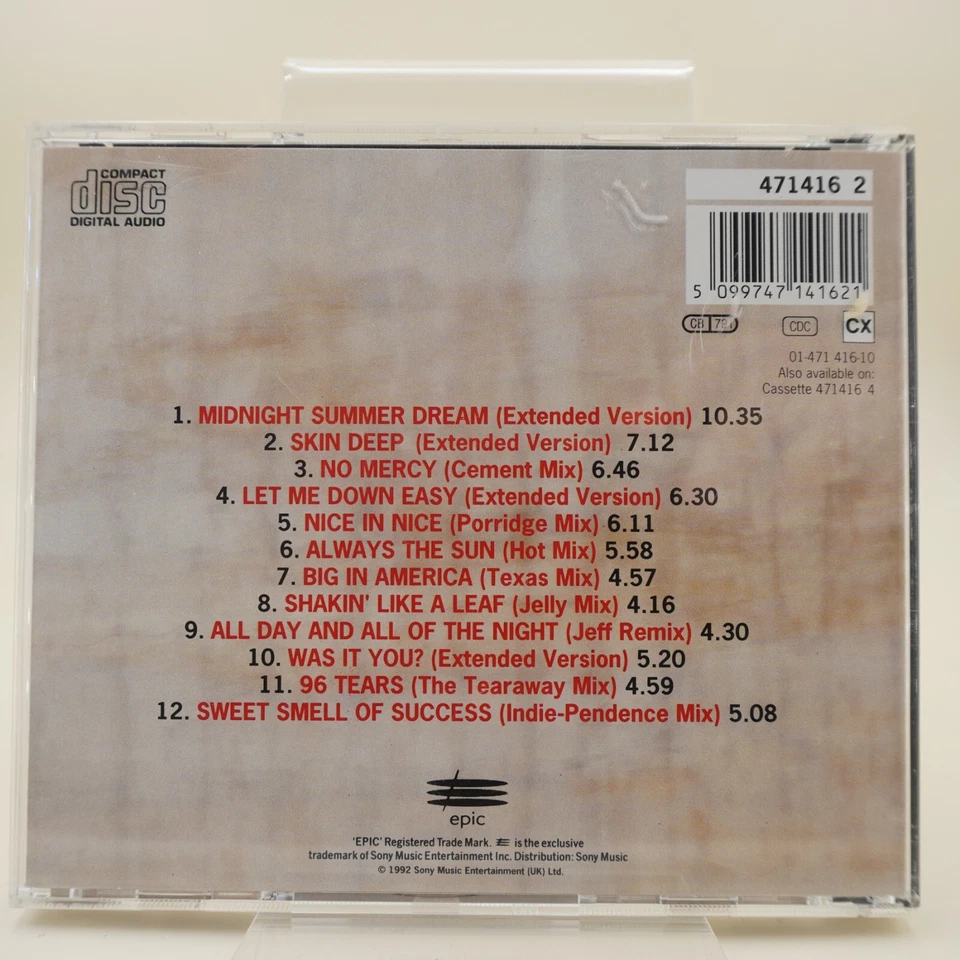 COMPACT
disc
DIGITAL AUDIO
471416 2
5 099747 141621
CB 781
CDC
CX
01-471 416-10
Also available on:
Cassette 471416 4
1. MIDNIGHT SUMMER DREAM (Extended Version) 10.35
2. SKIN DEEP (Extended Version) 7.12
3. NO MERCY (Cement Mix) 6.46
4. LET ME DOWN EASY (Extended Version) 6.30
5. NICE IN NICE (Porridge Mix) 6.11
6. ALWAYS THE SUN (Hot Mix) 5.58
7. BIG IN AMERICA (Texas Mix) 4.57
8. SHAKIN' LIKE A LEAF (Jelly Mix) 4.16
9. ALL DAY AND ALL OF THE NIGHT (Jeff Remix) 4.30
10. WAS IT YOU? (Extended Version) 5.20
11. 96 TEARS (The Tearaway Mix) 4.59
12. SWEET SMELL OF SUCCESS (Indie-Pendence Mix) 5.08
epic
'EPIC' Registered Trade Mark. is the exclusive
trademark of Sony Music Entertainment Inc. Distribution: Sony Music
© 1992 Sony Music Entertainment (UK) Ltd.